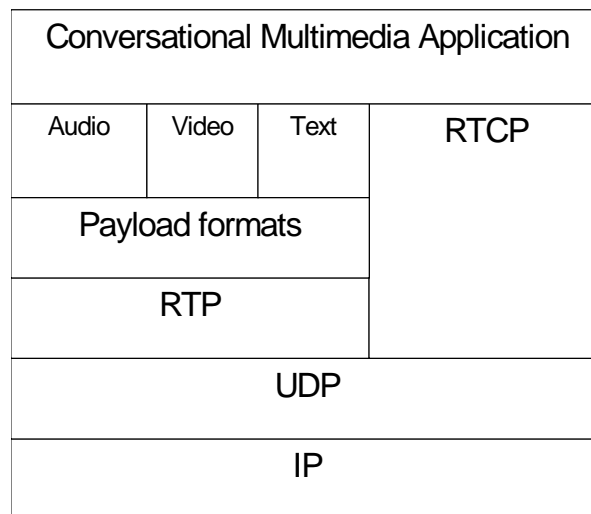 Conversational Multimedia Application
Audio Video Text RTCP
Payload formats
RTP
UDP
IP